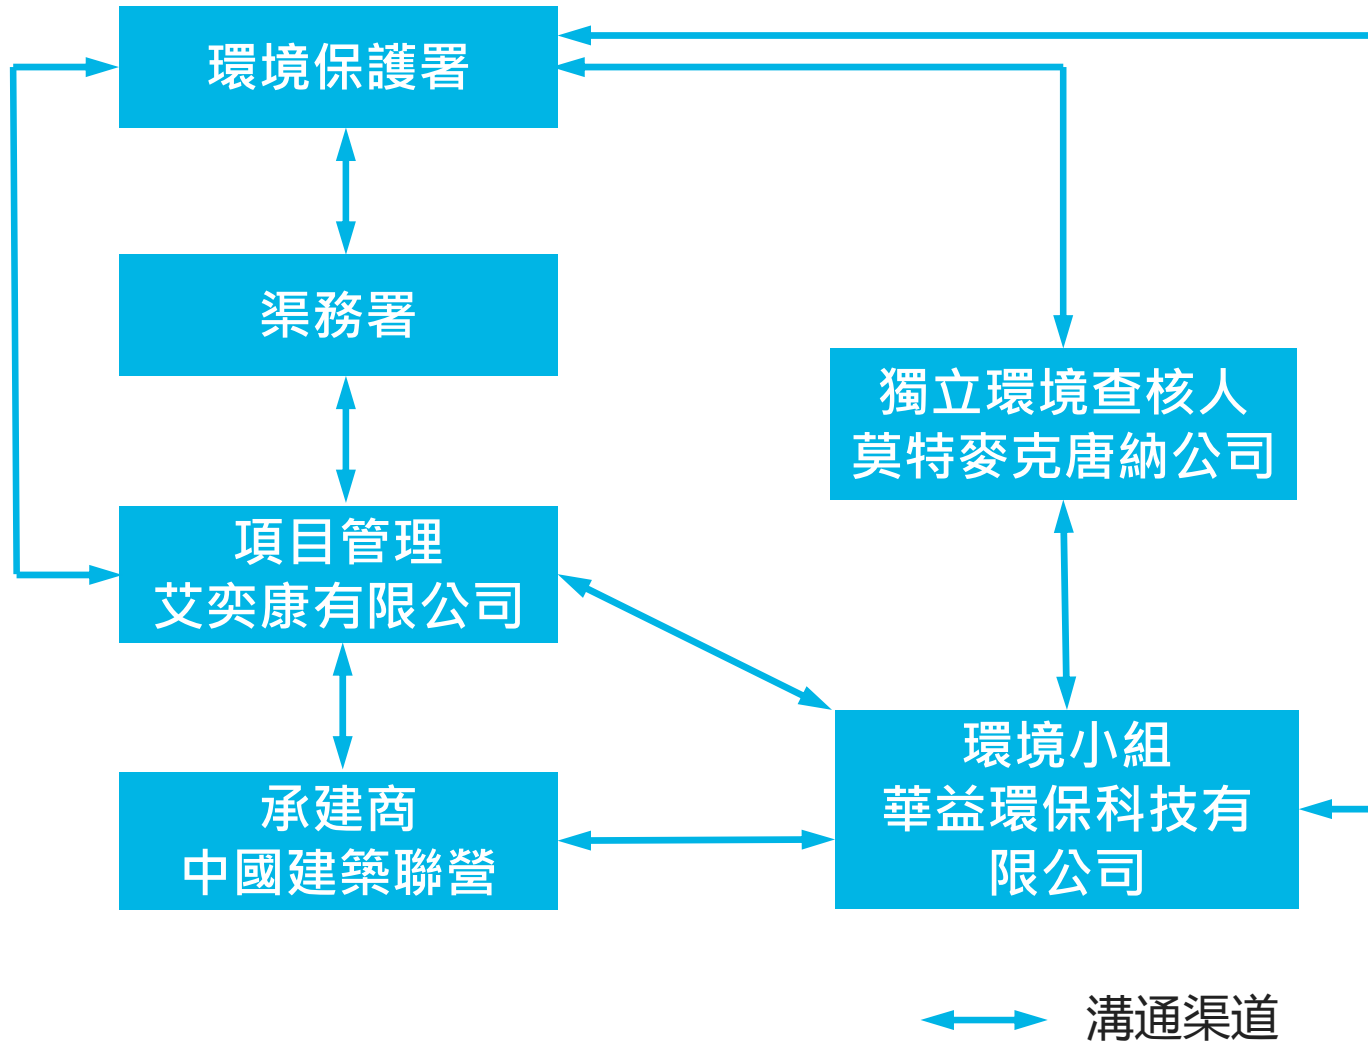 環境保護署
渠務署
項目管理
艾奕康有限公司
承建商
中國建築聯營
獨立環境查核人
莫特麥克唐納公司
環境小組
華益環保科技有
限公司
溝通渠道